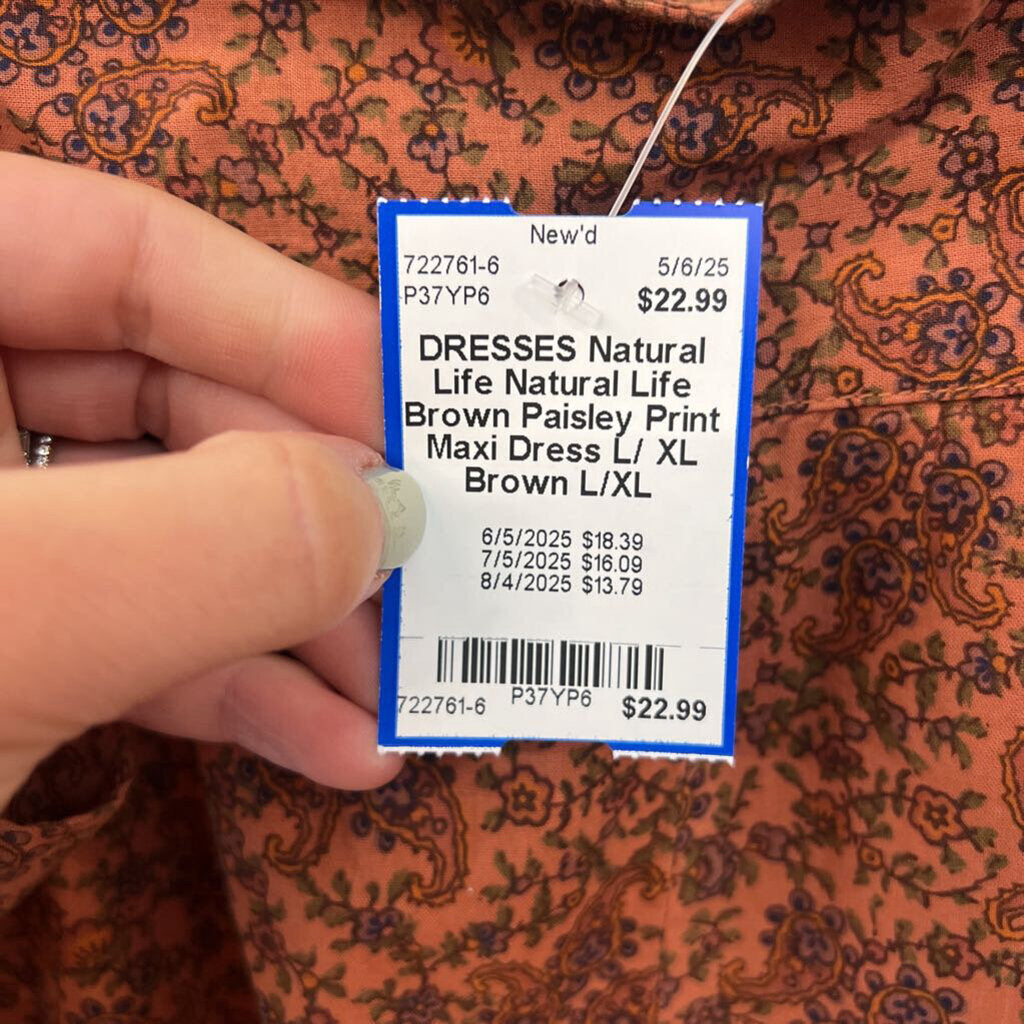 New'd
722761-6 5/6/25
P37YP6 $22.99
DRESSES Natural
Life Natural Life
Brown Paisley Print
Maxi Dress L/ XL
Brown L/XL
6/5/2025 $18.39
7/5/2025 $16.09
8/4/2025 $13.79
722761-6 P37YP6 $22.99